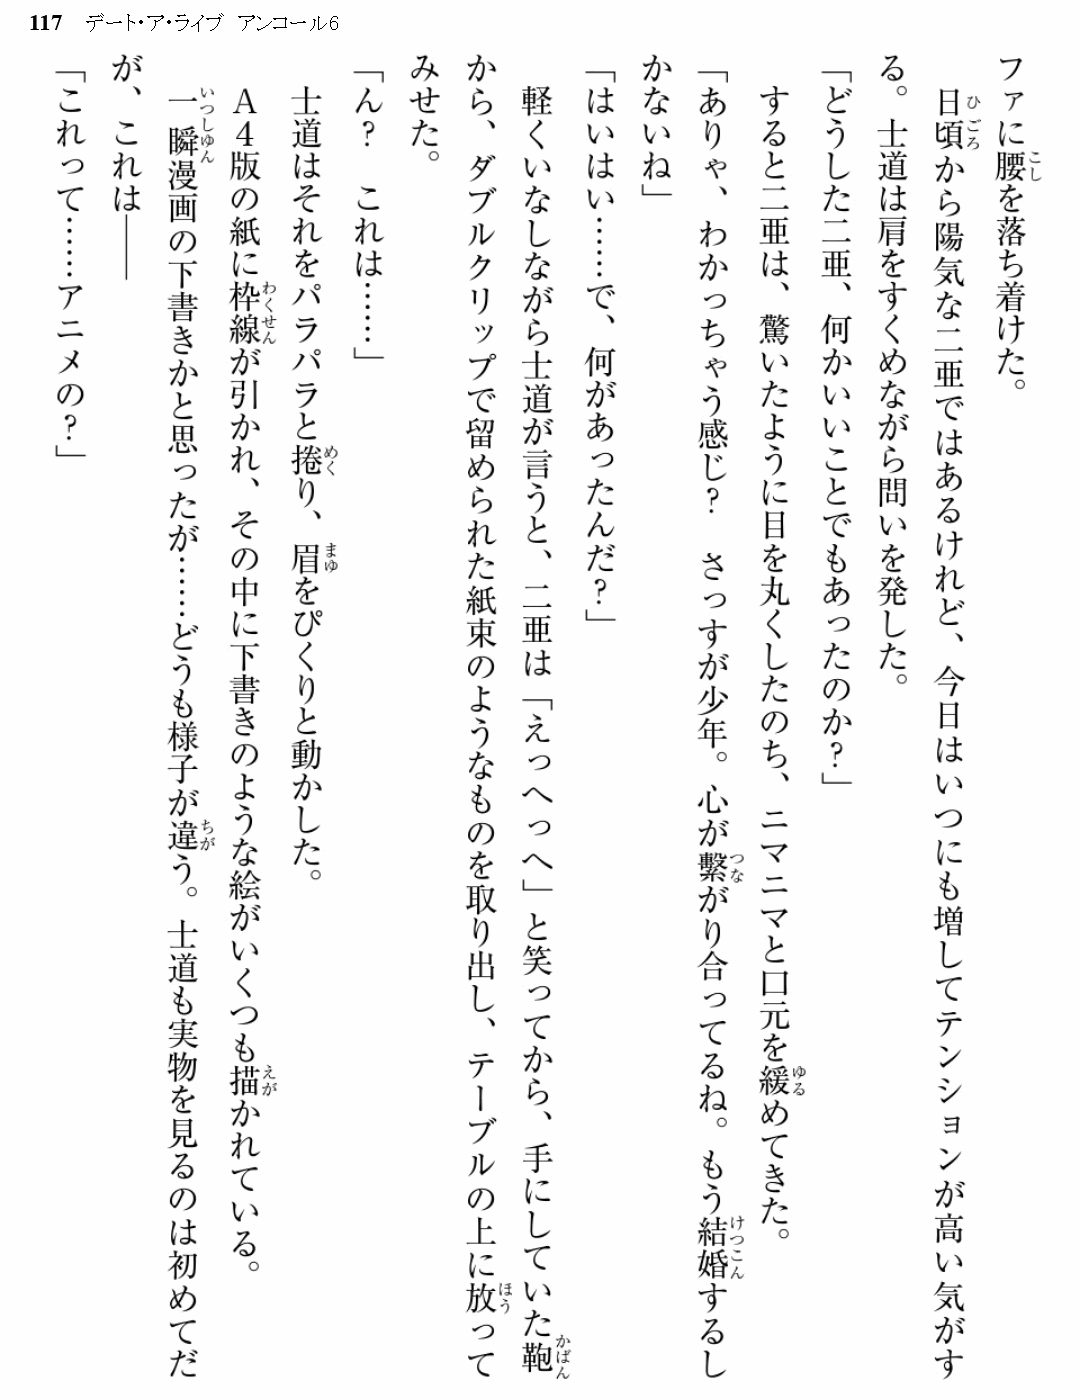 117 デート・ア・ライブ アンコール6
ファに腰を落ち着けた。
日頃から陽気な二亜ではあるけれど、今日はいつにも増してテンションが高い気がす
る。士道は肩をすくめながら問いを発した。
「どうした二亜、何かいいことでもあったのか?」
すると二亜は、驚いたように目を丸くしたのち、ニマニマと口元を緩めてきた。
「ありゃ、わかっちゃう感じ? さっすが少年。心が繋がり合ってるね。もう結婚するし
かないね」
「はいはい……で、何があったんだ?」
軽くいなしながら士道が言うと、二亜は「えっへっへ」と笑ってから、手にしていた鞄
から、ダブルクリップで留められた紙束のようなものを取り出し、テーブルの上に放って
みせた。
「ん? これは……」
士道はそれをパラパラと捲り、眉をぴくりと動かした。
A4版の紙に枠線が引かれ、その中に下書きのような絵がいくつも描かれている。
一瞬漫画の下書きかと思ったが……どうも様子が違う。士道も実物を見るのは初めてだ
が、これは――
「これって……アニメの?」